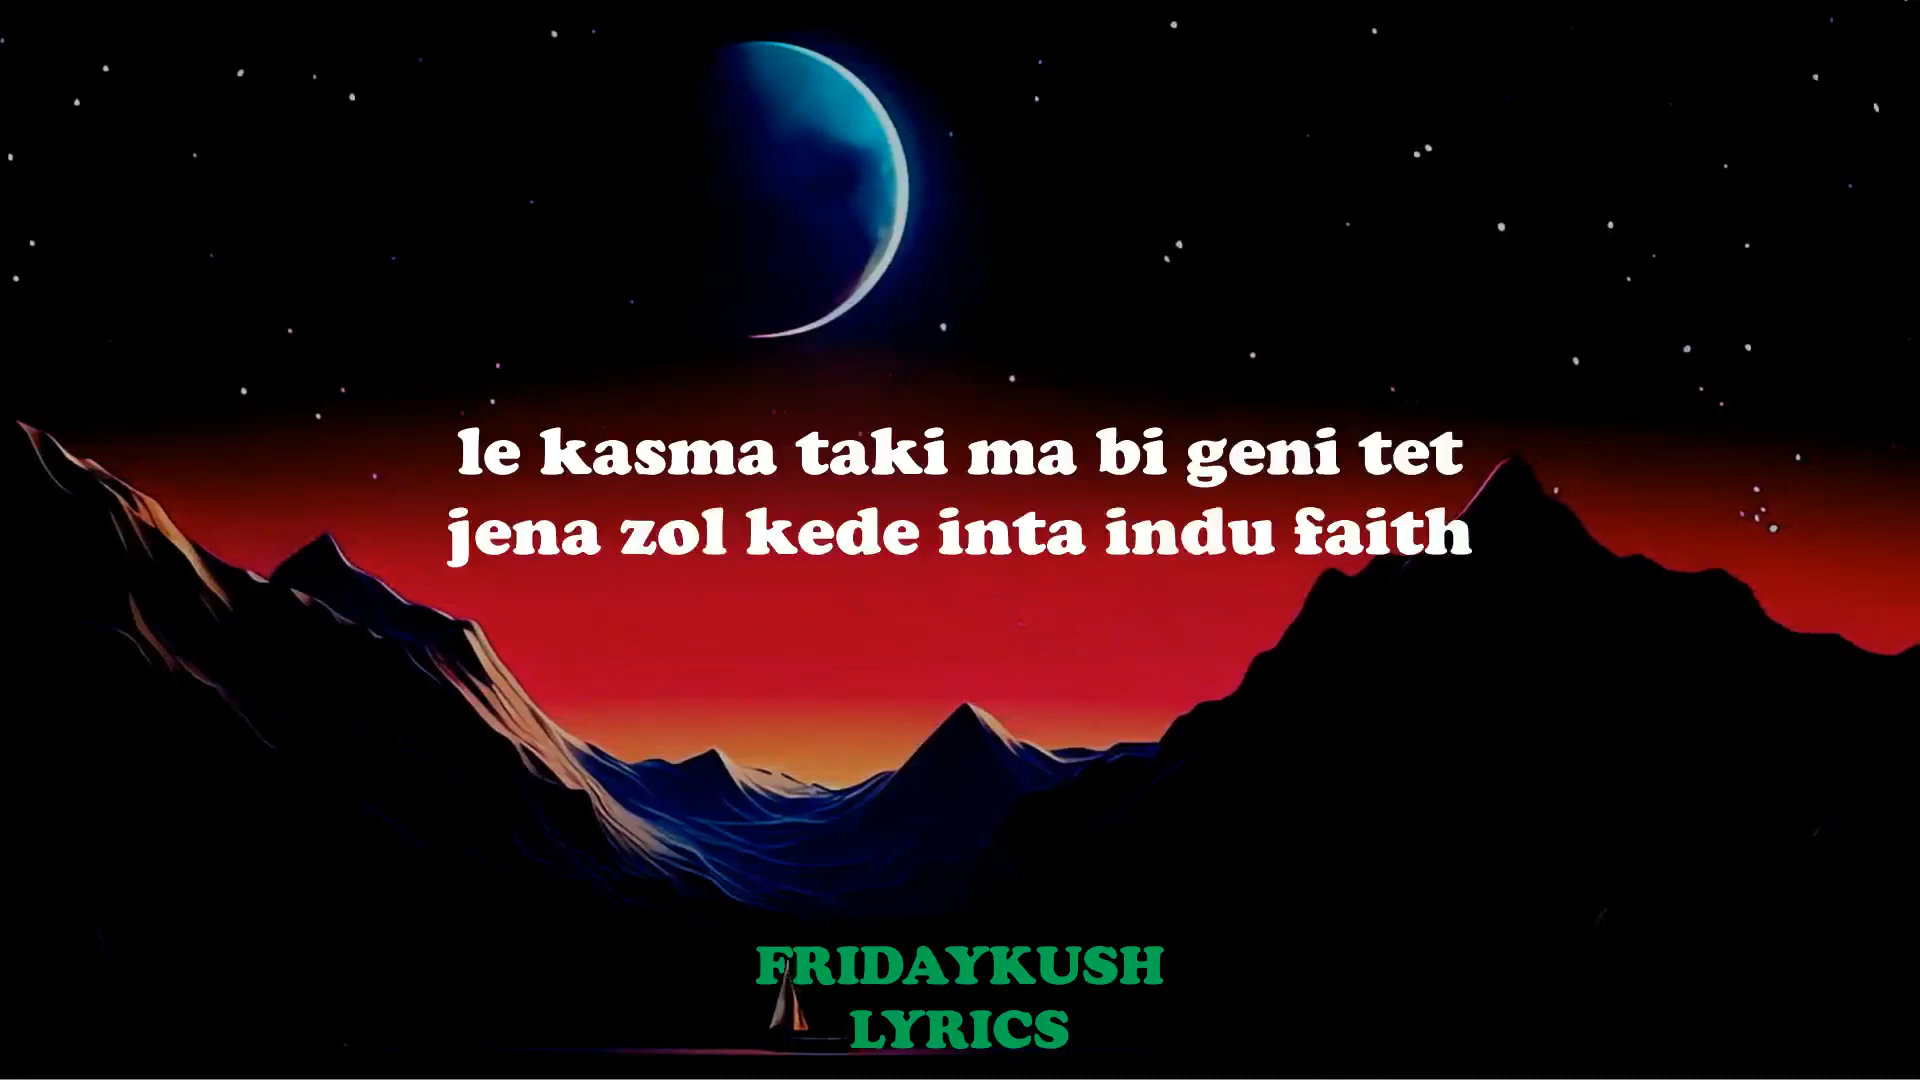 le kasma taki ma bi geni tet
jena zol kede inta indu faith
FRIDAYKUSH
LYRICS